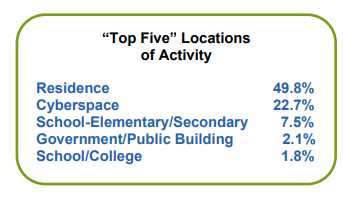 “Top Five” Locations
of Activity
Residence 49.8%
Cyberspace 22.7%
School-Elementary/Secondary 7.5%
Government/Public Building 2.1%
School/College 1.8%